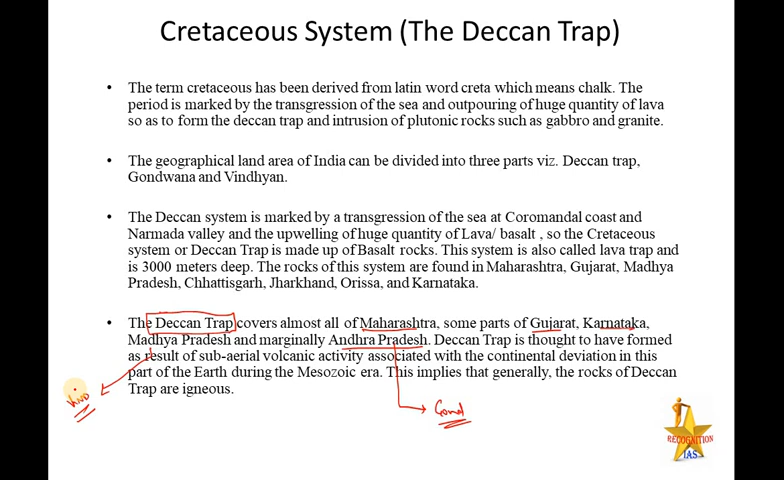 Cretaceous System (The Deccan Trap)
• The term cretaceous has been derived from latin word creta which means chalk. The
period is marked by the transgression of the sea and outpouring of huge quantity of lava
so as to form the deccan trap and intrusion of plutonic rocks such as gabbro and granite.
• The geographical land area of India can be divided into three parts viz. Deccan trap,
Gondwana and Vindhyan.
• The Deccan system is marked by a transgression of the sea at Coromandal coast and
Narmada valley and the upwelling of huge quantity of Lava/ basalt , so the Cretaceous
system or Deccan Trap is made up of Basalt rocks. This system is also called lava trap and
is 3000 meters deep. The rocks of this system are found in Maharashtra, Gujarat, Madhya
Pradesh, Chhattisgarh, Jharkhand, Orissa, and Karnataka.
• The Deccan Trap covers almost all of Maharashtra, some parts of Gujarat, Karnataka,
Madhya Pradesh and marginally Andhra Pradesh. Deccan Trap is thought to have formed
as result of sub-aerial volcanic activity associated with the continental deviation in this
part of the Earth during the Mesozoic era. This implies that generally, the rocks of Deccan
Trap are igneous.
Gond
RECOGNITION
IAS